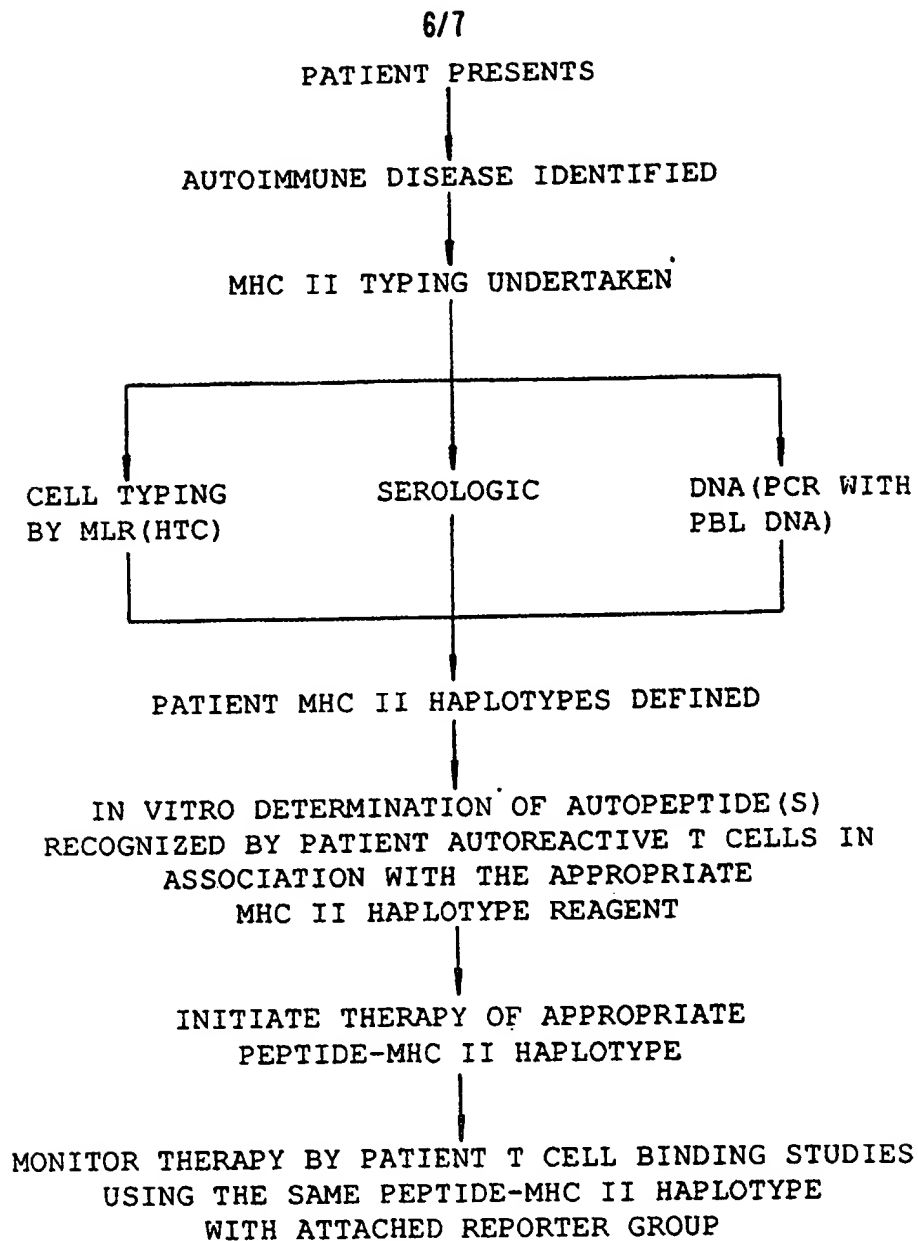 6/7
PATIENT PRESENTS
AUTOIMMUNE DISEASE IDENTIFIED
MHC II TYPING UNDERTAKEN
CELL TYPING
BY MLR(HTC)
SEROLOGIC
DNA(PCR WITH
PBL DNA)
PATIENT MHC II HAPLOTYPES DEFINED
IN VITRO DETERMINATION OF AUTOPEPTIDE(S)
RECOGNIZED BY PATIENT AUTOREACTIVE T CELLS IN
ASSOCIATION WITH THE APPROPRIATE
MHC II HAPLOTYPE REAGENT
INITIATE THERAPY OF APPROPRIATE
PEPTIDE-MHC II HAPLOTYPE
MONITOR THERAPY BY PATIENT T CELL BINDING STUDIES
USING THE SAME PEPTIDE-MHC II HAPLOTYPE
WITH ATTACHED REPORTER GROUP